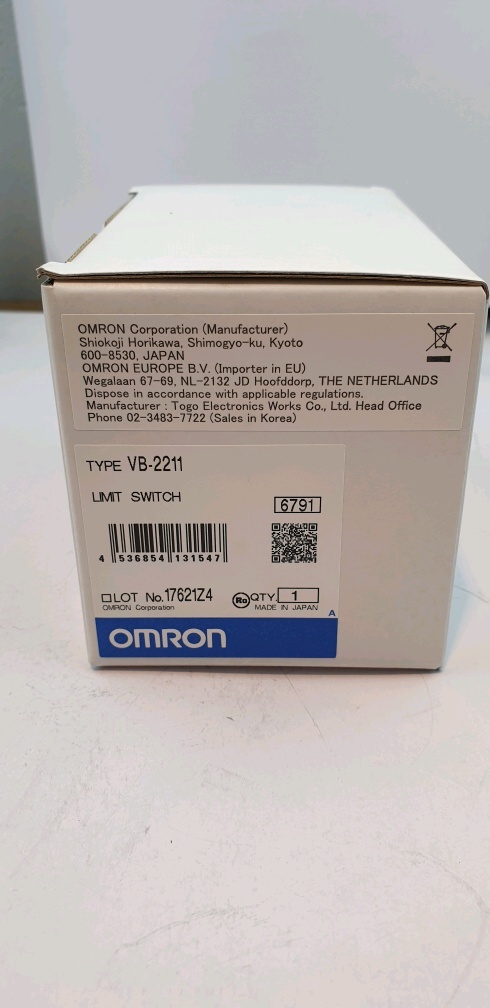 OMRON Corporation (Manufacturer)
Shiokoji Horikawa, Shimogyo-ku, Kyoto
600-8530, JAPAN
OMRON EUROPE B.V. (Importer in EU)
Wegalaan 67-69, NL-2132 JD Hoofddorp, THE NETHERLANDS
Dispose in accordance with applicable regulations.
Manufacturer : Togo Electronics Works Co., Ltd. Head Office
Phone 02-3483-7722 (Sales in Korea)
TYPE VB-2211
LIMIT SWITCH
6791
4 536854 131547
LOT No.17621Z4
Ro QTY. 1
OMRON Corporation MADE IN JAPAN
A
OMRON